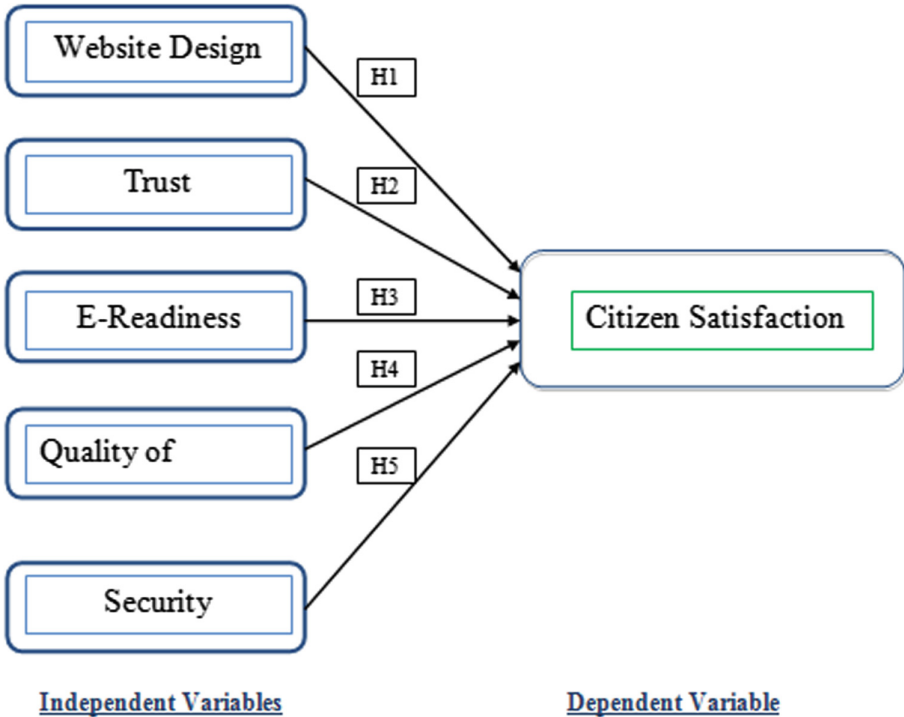 Website Design
H1
Trust
H2
E-Readiness
H3
Citizen Satisfaction
H4
Quality of
H5
Security
Independent Variables
Dependent Variable